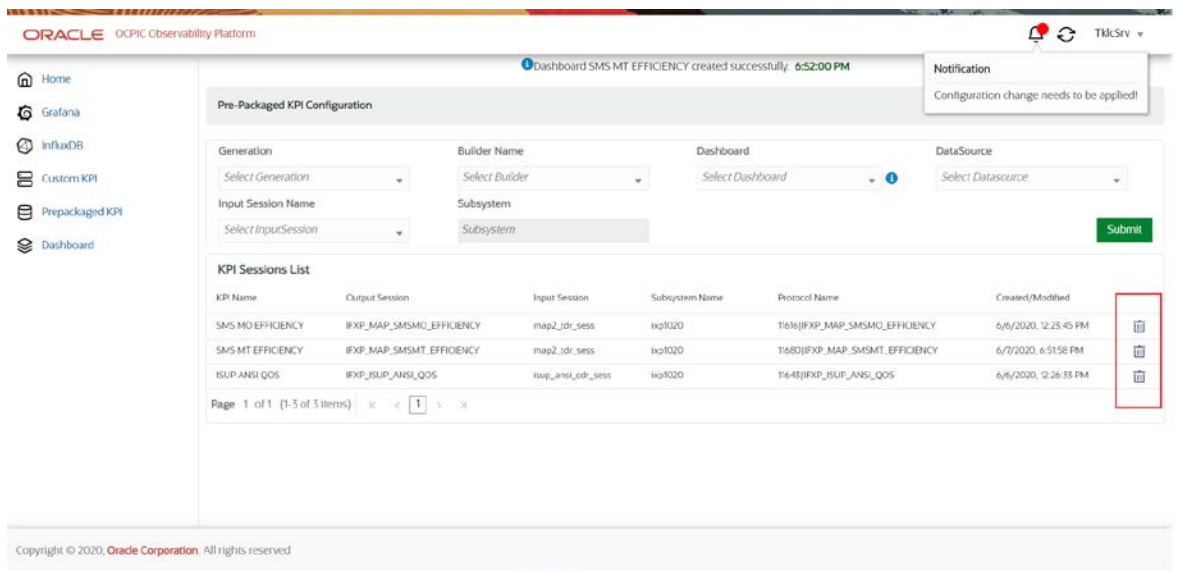 ORACLE OCPIC Observability Platform
TklcSrv
Home
Grafana
InfluxDB
Custom KPI
Prepackaged KPI
Dashboard
Dashboard SMS MT EFFICIENCY created successfully. 6:52:00 PM
Notification
Configuration change needs to be applied!
Pre-Packaged KPI Configuration
Generation Builder Name Dashboard DataSource
Select Generation Select Builder Select Dashboard Select Datasource
Input Session Name Subsystem
Select InputSession Subsystem Submit
KPI Sessions List
KPI Name Output Session Input Session Subsystem Name Protocol Name Created/Modified
SMS MO EFFICIENCY IFXP_MAP_SMSMO_EFFICIENCY map2_tdr_sess ixp1020 11616|IFXP_MAP_SMSMO_EFFICIENCY 6/6/2020, 12:23:45 PM
SMS MT EFFICIENCY IFXP_MAP_SMSMT_EFFICIENCY map2_tdr_sess ixp1020 11680|IFXP_MAP_SMSMT_EFFICIENCY 6/7/2020, 6:51:58 PM
ISUP ANSI QOS IFXP_ISUP_ANSI_QOS isup_ansi_cdr_sess ixp1020 11643|IFXP_ISUP_ANSI_QOS 6/6/2020, 12:26:33 PM
Page 1 of 1 (1-3 of 3 items) K < 1 > X
Copyright © 2020, Oracle Corporation. All rights reserved